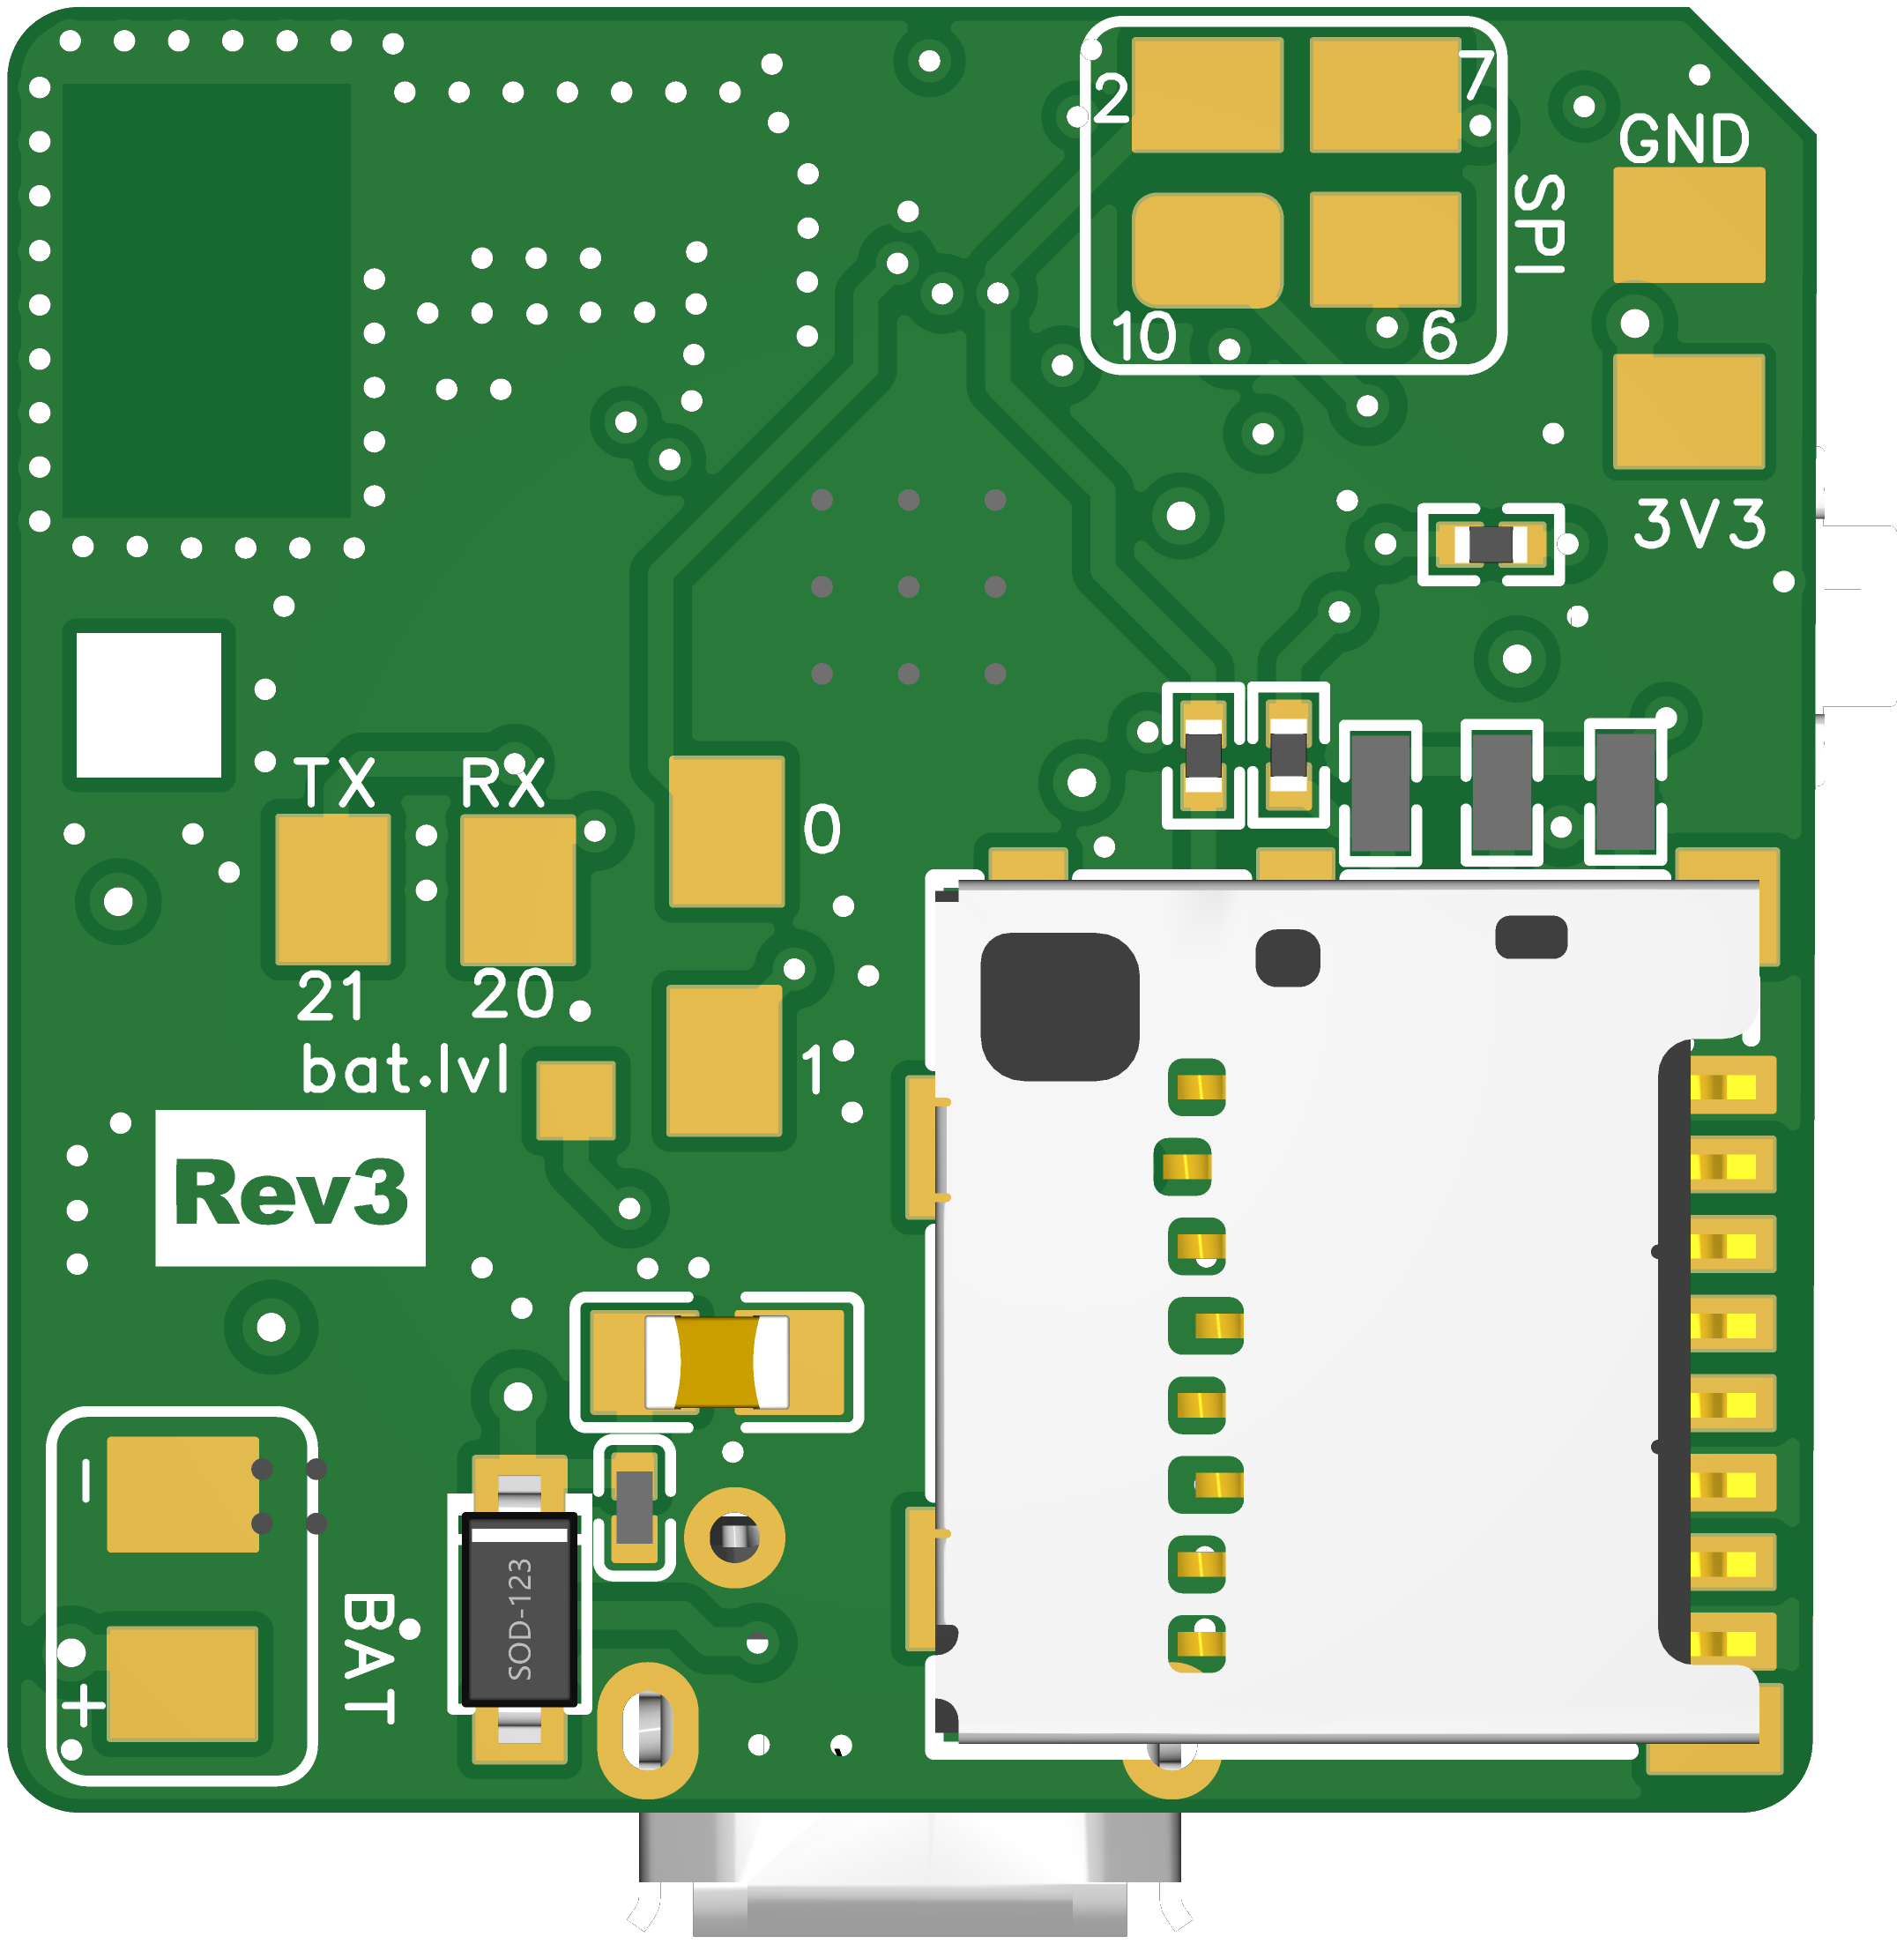 2
7
GND
SPI
10
6
3V3
TX
RX
0
21
20
bat.lvl
1
Rev3
-
BAT
+
SOD-123